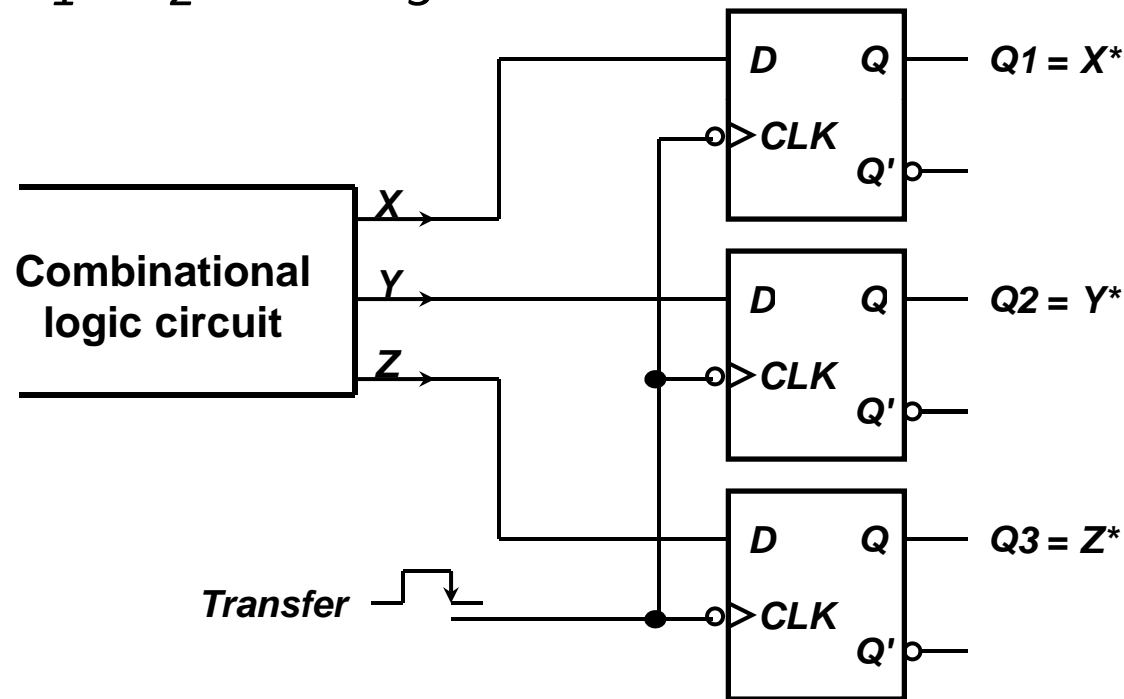 D Q Q1 = X*
CLK
Q'
X
Combinational
logic circuit
Y
D Q Q2 = Y*
Z
CLK
Q'
D Q Q3 = Z*
Transfer
CLK
Q'